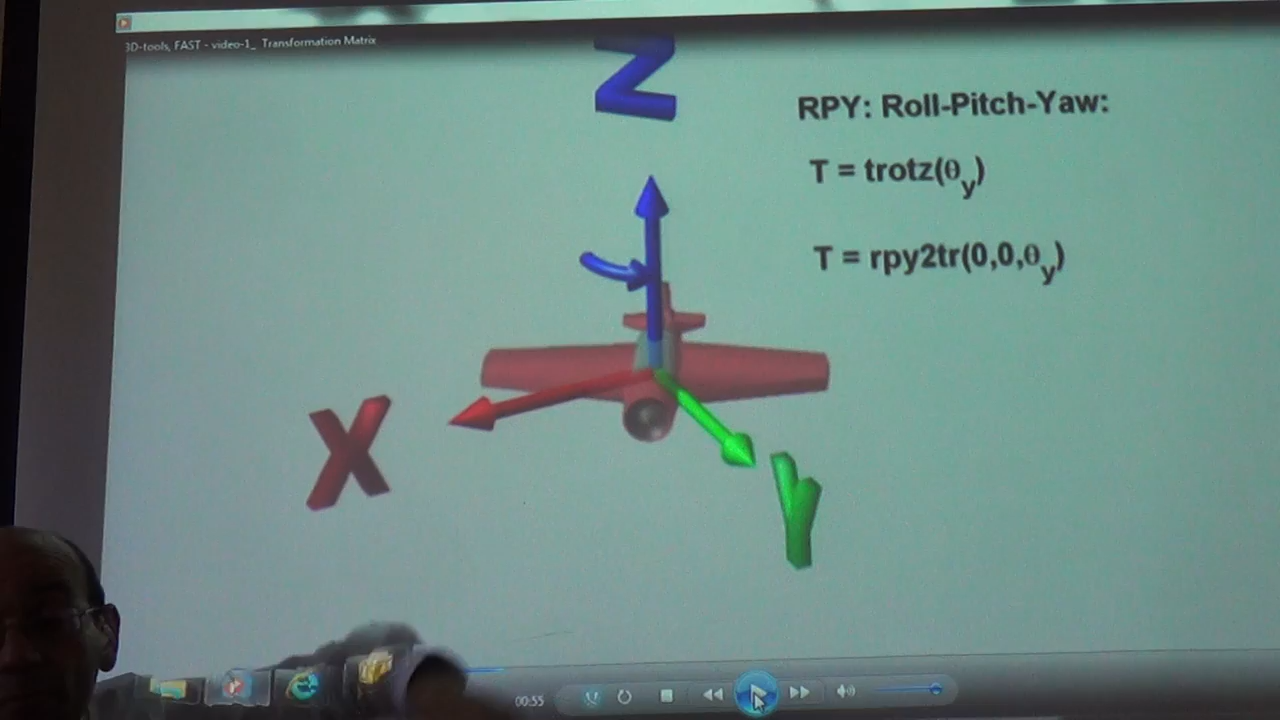 3D-tools, FAST - video-1_ Transformation Matrix
Z
RPY: Roll-Pitch-Yaw:
T = trotz(θy)
T = rpy2tr(0,0,θy)
X
Y
00:55